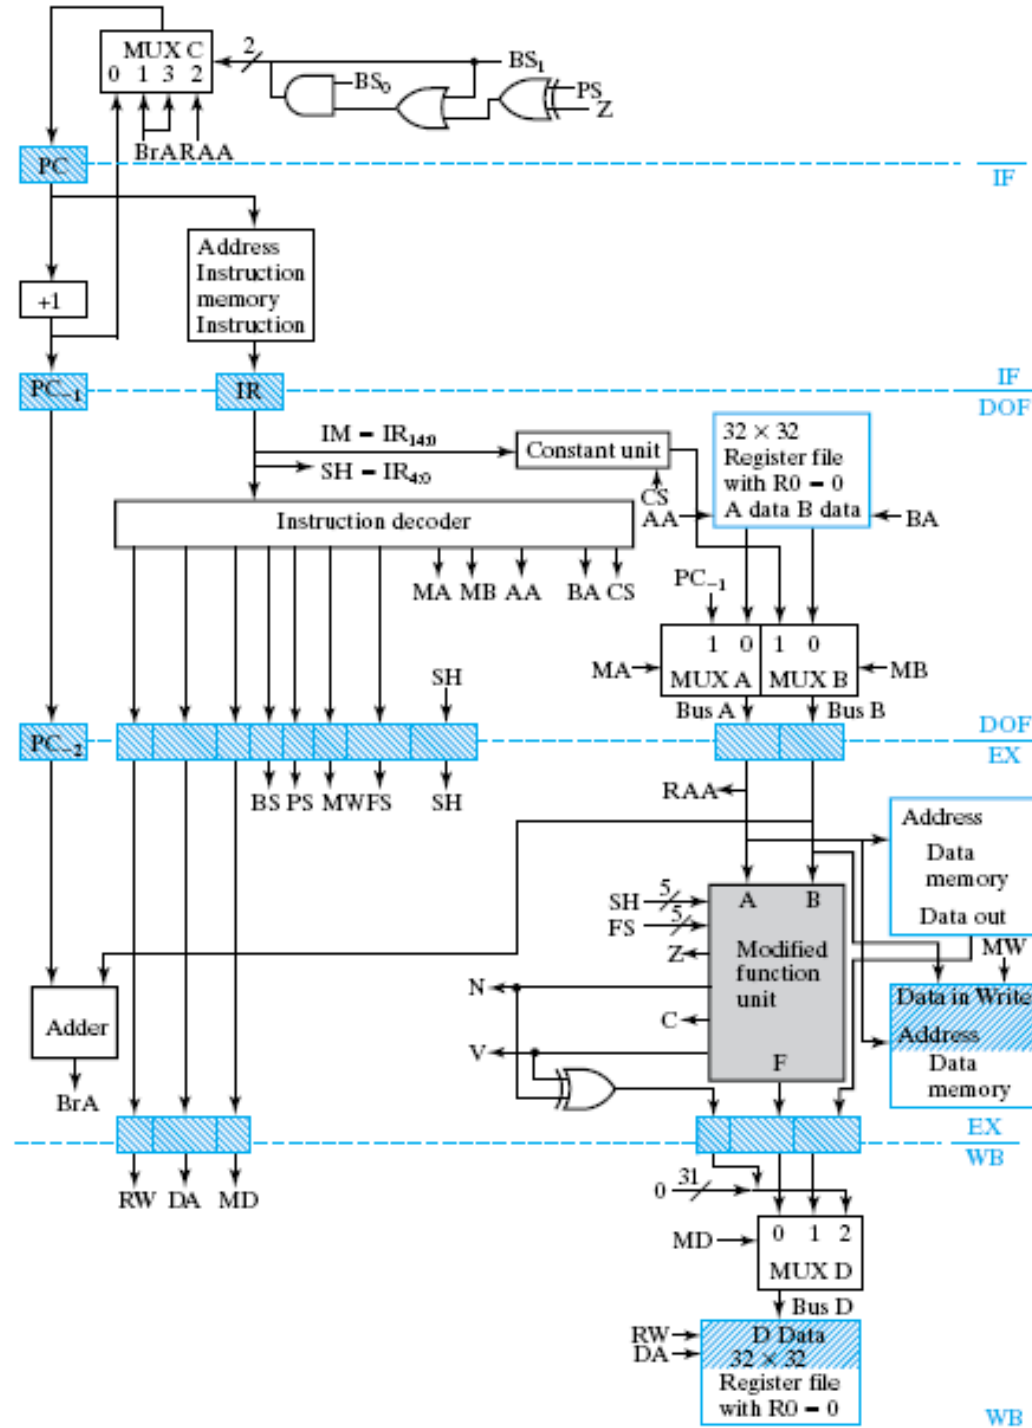 MUX C
0 1 3 2
2
BS1
BS0
PS
Z
BrA RAA
PC
IF
Address
Instruction
memory
Instruction
+1
PC–1
IR
IF
DOF
IM = IR14:0
SH = IR4:0
Constant unit
CS
32 × 32
Register file
with R0 = 0
A data B data
AA
BA
Instruction decoder
MA MB AA BA CS
PC–1
1 0 1 0
MA
MUX A MUX B
MB
SH
Bus A
Bus B
DOF
PC–2
EX
BS PS MW FS SH
RAA
Address
Data
memory
Data out
MW
A B
SH 5
FS 5
Z
Modified
function
unit
N
C
V
F
Data in Write
Address
Data
memory
Adder
BrA
EX
WB
RW DA MD
0 31
MD
0 1 2
MUX D
Bus D
RW
DA
D Data
32 × 32
Register file
with R0 = 0
WB